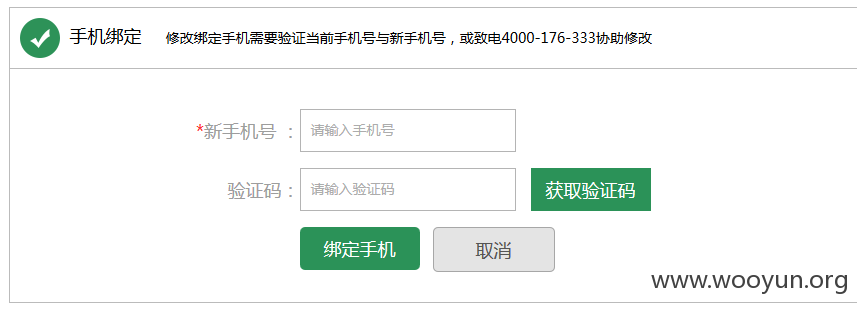 手机绑定 修改绑定手机需要验证当前手机号与新手机号，或致电4000-176-333协助修改
*新手机号 : 请输入手机号
验证码 : 请输入验证码 获取验证码
绑定手机 取消
www.wooyun.org